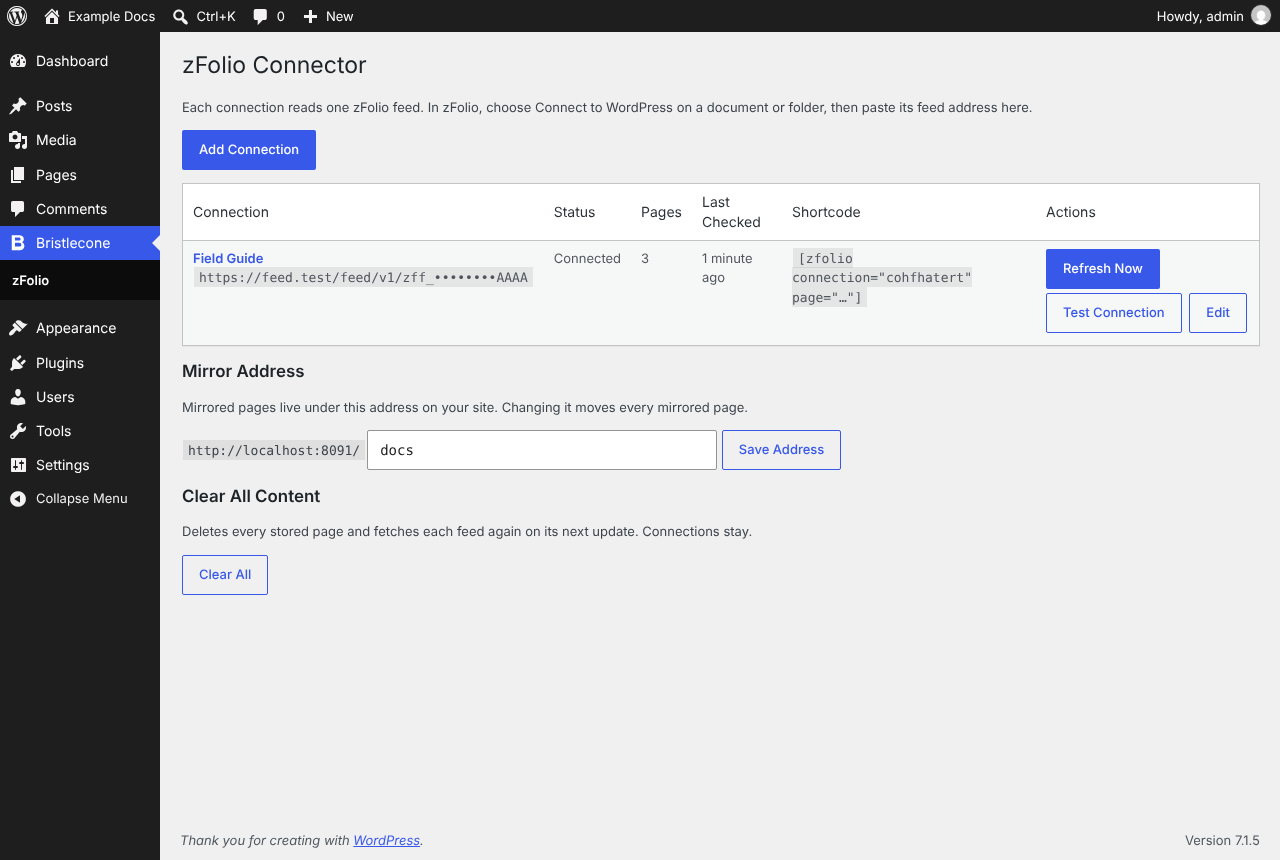 Example Docs
Ctrl+K
0
New
Howdy, admin
Dashboard
Posts
Media
Pages
Comments
Bristlecone
zFolio
Appearance
Plugins
Users
Tools
Settings
Collapse Menu
zFolio Connector
Each connection reads one zFolio feed. In zFolio, choose Connect to WordPress on a document or folder, then paste its feed address here.
Add Connection
Connection
Status
Pages
Last
Checked
Shortcode
Actions
Field Guide
https://feed.test/feed/v1/zff_••••••••AAAA
Connected
3
1 minute
ago
[zfolio
connection="cohfhatert"
page="…"]
Refresh Now
Test Connection
Edit
Mirror Address
Mirrored pages live under this address on your site. Changing it moves every mirrored page.
http://localhost:8091/
docs
Save Address
Clear All Content
Deletes every stored page and fetches each feed again on its next update. Connections stay.
Clear All
Thank you for creating with WordPress.
Version 7.1.5